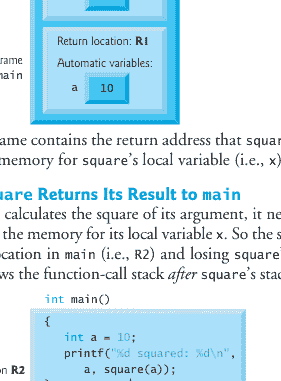 Return location: R1
rame
Automatic variables:
main
a 10
ame contains the return address that squar
memory for square's local variable (i.e., x)
uare Returns Its Result to main
calculates the square of its argument, it ne
the memory for its local variable x. So the s
ocation in main (i.e., R2) and losing square
ws the function-call stack after square's stac
int main()
{
int a = 10;
printf("%d squared: %d\n",
on R2 a, square(a));